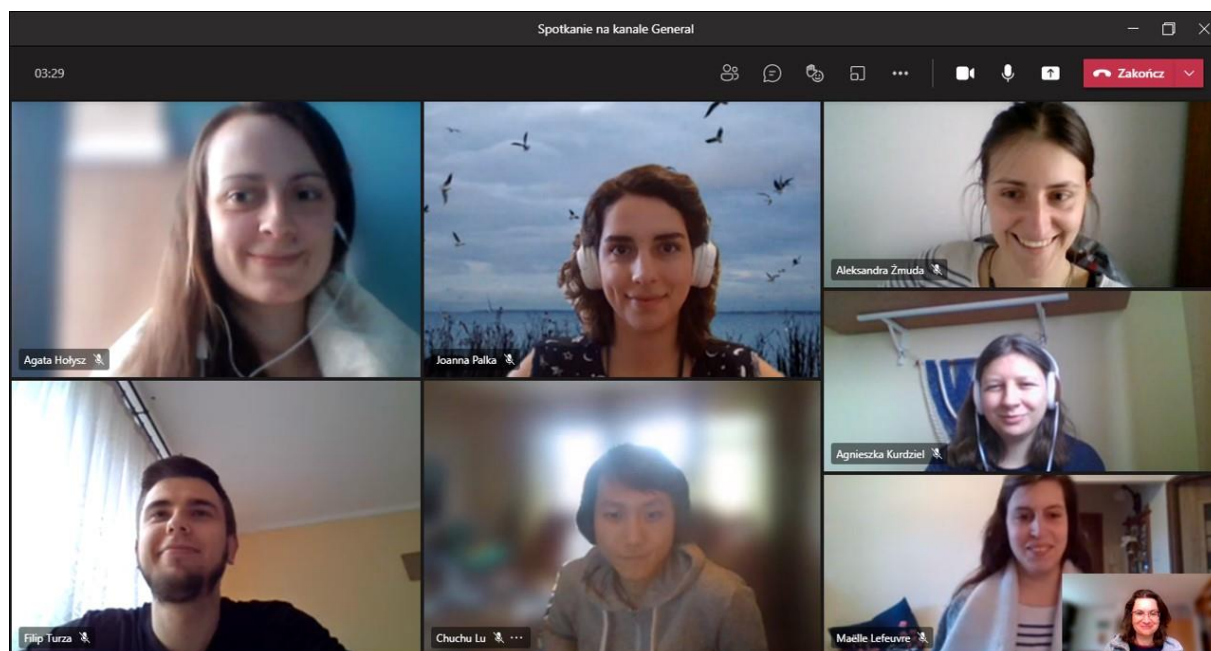 Spotkanie na kanale General
03:29
Zakończ
Agata Hołysz
Joanna Palka
Aleksandra Żmuda
Agnieszka Kurdziel
Filip Turza
Chuchu Lu
Maëlle Lefeuvre